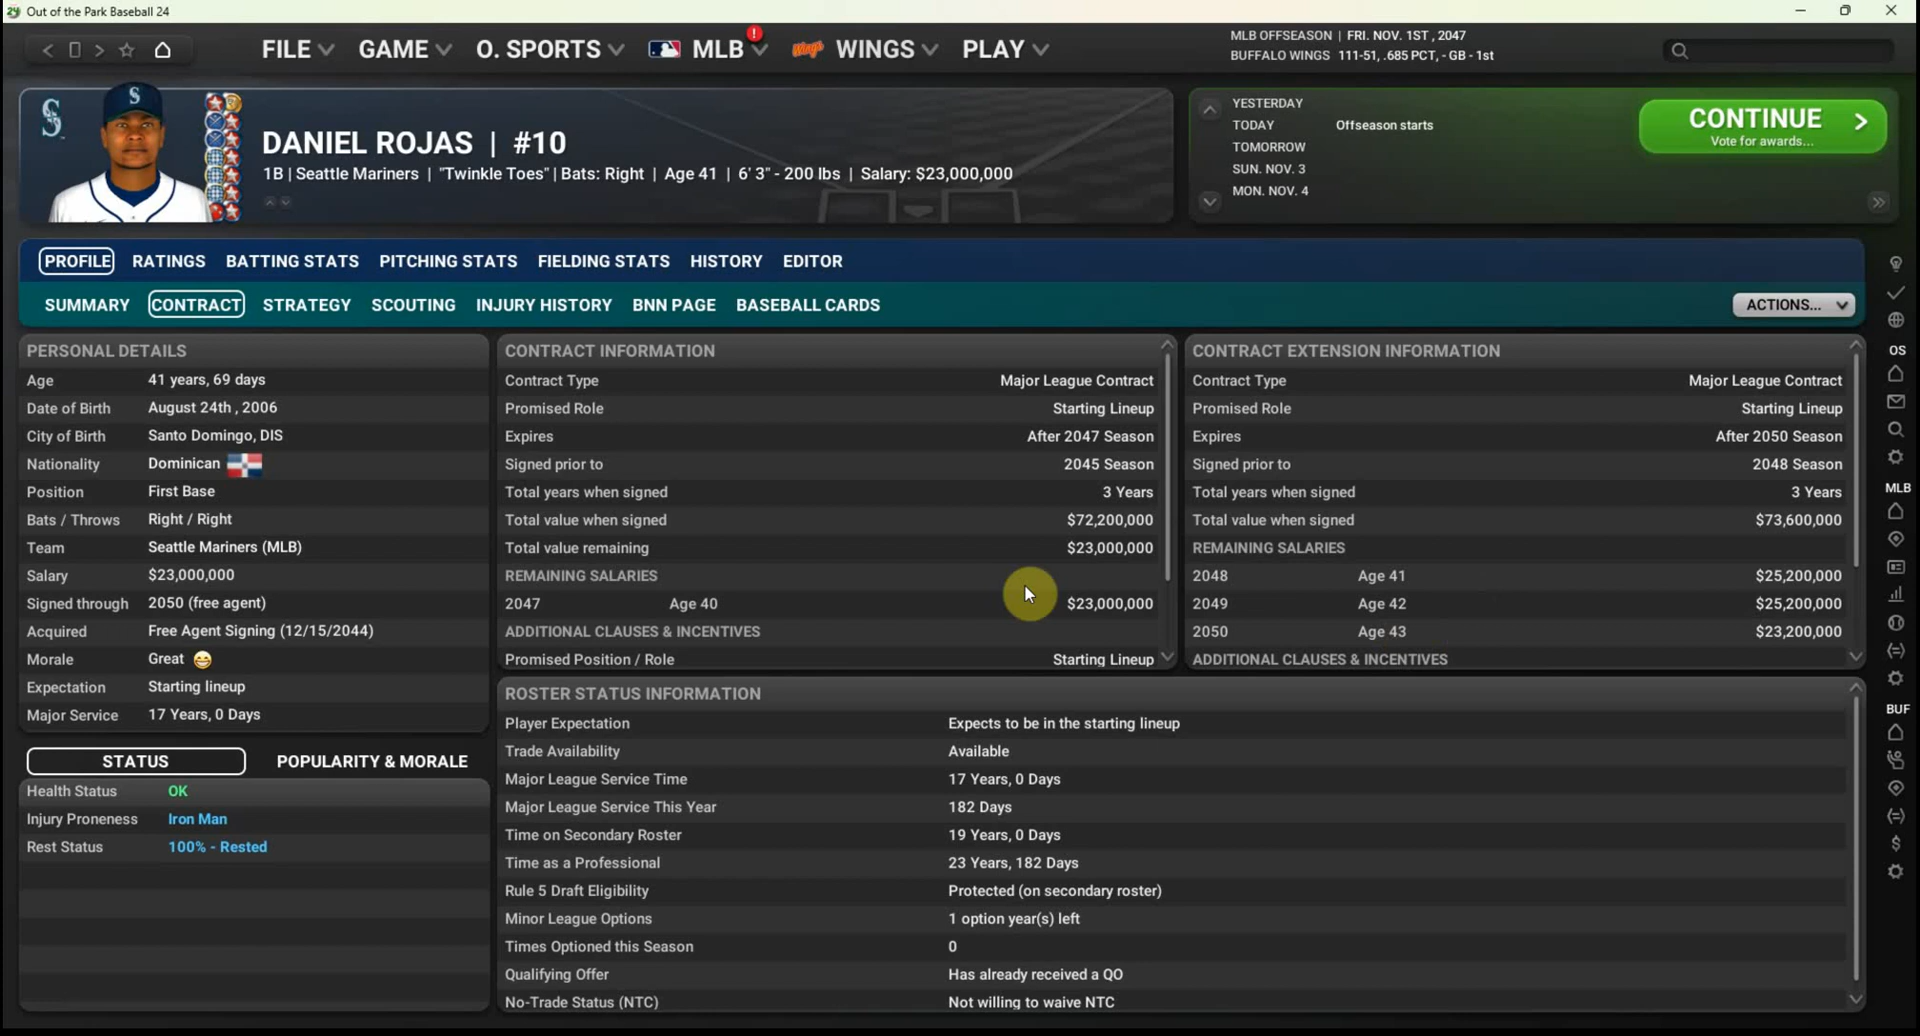 Out of the Park Baseball 24
FILE GAME O. SPORTS MLB WINGS PLAY
MLB OFFSEASON | FRI. NOV. 1ST , 2047
BUFFALO WINGS 111-51, .685 PCT, - GB - 1st
DANIEL ROJAS | #10
1B | Seattle Mariners | "Twinkle Toes" | Bats: Right | Age 41 | 6' 3" - 200 lbs | Salary: $23,000,000
YESTERDAY
TODAY Offseason starts
TOMORROW
SUN. NOV. 3
MON. NOV. 4
CONTINUE
Vote for awards...
PROFILE RATINGS BATTING STATS PITCHING STATS FIELDING STATS HISTORY EDITOR
SUMMARY CONTRACT STRATEGY SCOUTING INJURY HISTORY BNN PAGE BASEBALL CARDS
ACTIONS...
PERSONAL DETAILS
Age 41 years, 69 days
Date of Birth August 24th , 2006
City of Birth Santo Domingo, DIS
Nationality Dominican
Position First Base
Bats / Throws Right / Right
Team Seattle Mariners (MLB)
Salary $23,000,000
Signed through 2050 (free agent)
Acquired Free Agent Signing (12/15/2044)
Morale Great
Expectation Starting lineup
Major Service 17 Years, 0 Days
STATUS POPULARITY & MORALE
Health Status OK
Injury Proneness Iron Man
Rest Status 100% - Rested
CONTRACT INFORMATION
Contract Type Major League Contract
Promised Role Starting Lineup
Expires After 2047 Season
Signed prior to 2045 Season
Total years when signed 3 Years
Total value when signed $72,200,000
Total value remaining $23,000,000
REMAINING SALARIES
2047 Age 40 $23,000,000
ADDITIONAL CLAUSES & INCENTIVES
Promised Position / Role Starting Lineup
CONTRACT EXTENSION INFORMATION
Contract Type Major League Contract
Promised Role Starting Lineup
Expires After 2050 Season
Signed prior to 2048 Season
Total years when signed 3 Years
Total value when signed $73,600,000
REMAINING SALARIES
2048 Age 41 $25,200,000
2049 Age 42 $25,200,000
2050 Age 43 $23,200,000
ADDITIONAL CLAUSES & INCENTIVES
ROSTER STATUS INFORMATION
Player Expectation Expects to be in the starting lineup
Trade Availability Available
Major League Service Time 17 Years, 0 Days
Major League Service This Year 182 Days
Time on Secondary Roster 19 Years, 0 Days
Time as a Professional 23 Years, 182 Days
Rule 5 Draft Eligibility Protected (on secondary roster)
Minor League Options 1 option year(s) left
Times Optioned this Season 0
Qualifying Offer Has already received a QO
No-Trade Status (NTC) Not willing to waive NTC
OS
MLB
BUF